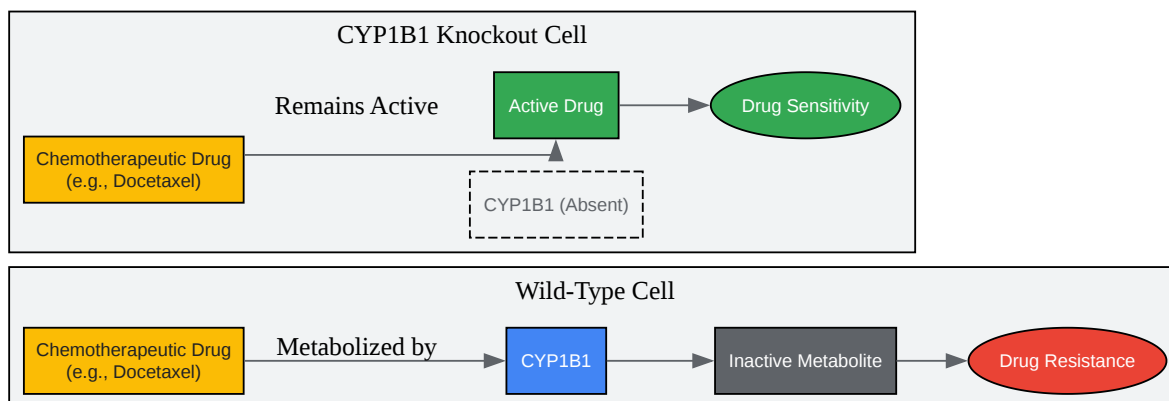 CYP1B1 Knockout Cell
Remains Active
Active Drug
Drug Sensitivity
Chemotherapeutic Drug
(e.g., Docetaxel)
CYP1B1 (Absent)
Wild-Type Cell
Chemotherapeutic Drug
(e.g., Docetaxel)
Metabolized by
CYP1B1
Inactive Metabolite
Drug Resistance